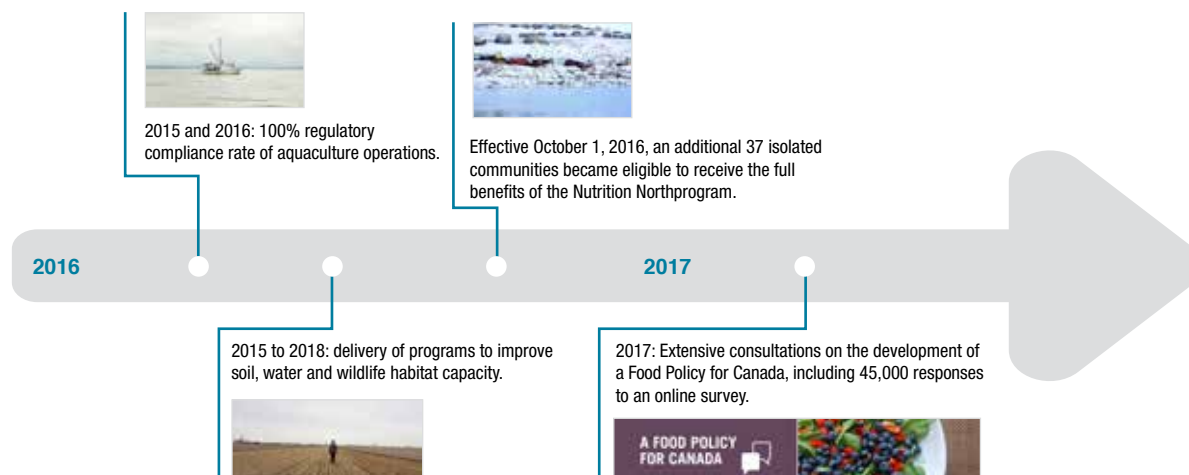 2015 and 2016: 100% regulatory
compliance rate of aquaculture operations.
Effective October 1, 2016, an additional 37 isolated
communities became eligible to receive the full
benefits of the Nutrition Northprogram.
2016
2017
2015 to 2018: delivery of programs to improve
soil, water and wildlife habitat capacity.
2017: Extensive consultations on the development of
a Food Policy for Canada, including 45,000 responses
to an online survey.
A FOOD POLICY
FOR CANADA